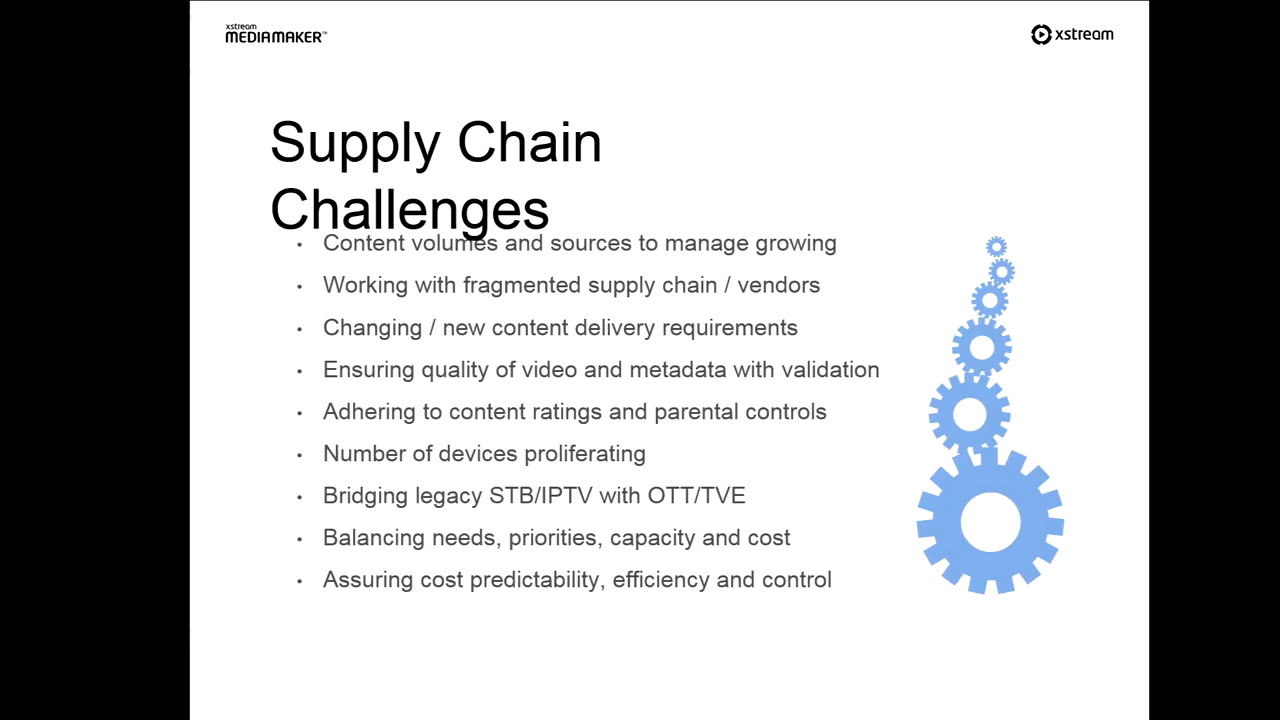 xstream
MEDIAMAKER™
xstream
Supply Chain
Challenges
• Content volumes and sources to manage growing
• Working with fragmented supply chain / vendors
• Changing / new content delivery requirements
• Ensuring quality of video and metadata with validation
• Adhering to content ratings and parental controls
• Number of devices proliferating
• Bridging legacy STB/IPTV with OTT/TVE
• Balancing needs, priorities, capacity and cost
• Assuring cost predictability, efficiency and control